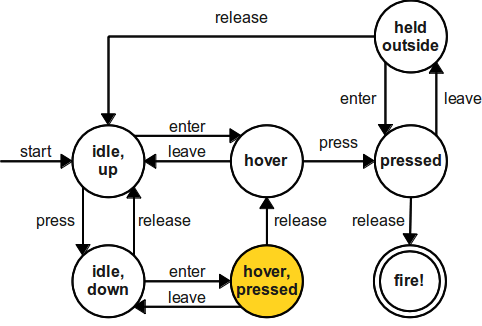 release
held
outside
enter
leave
start
idle,
up
enter
leave
hover
press
pressed
press
release
release
release
idle,
down
enter
leave
hover,
pressed
fire!